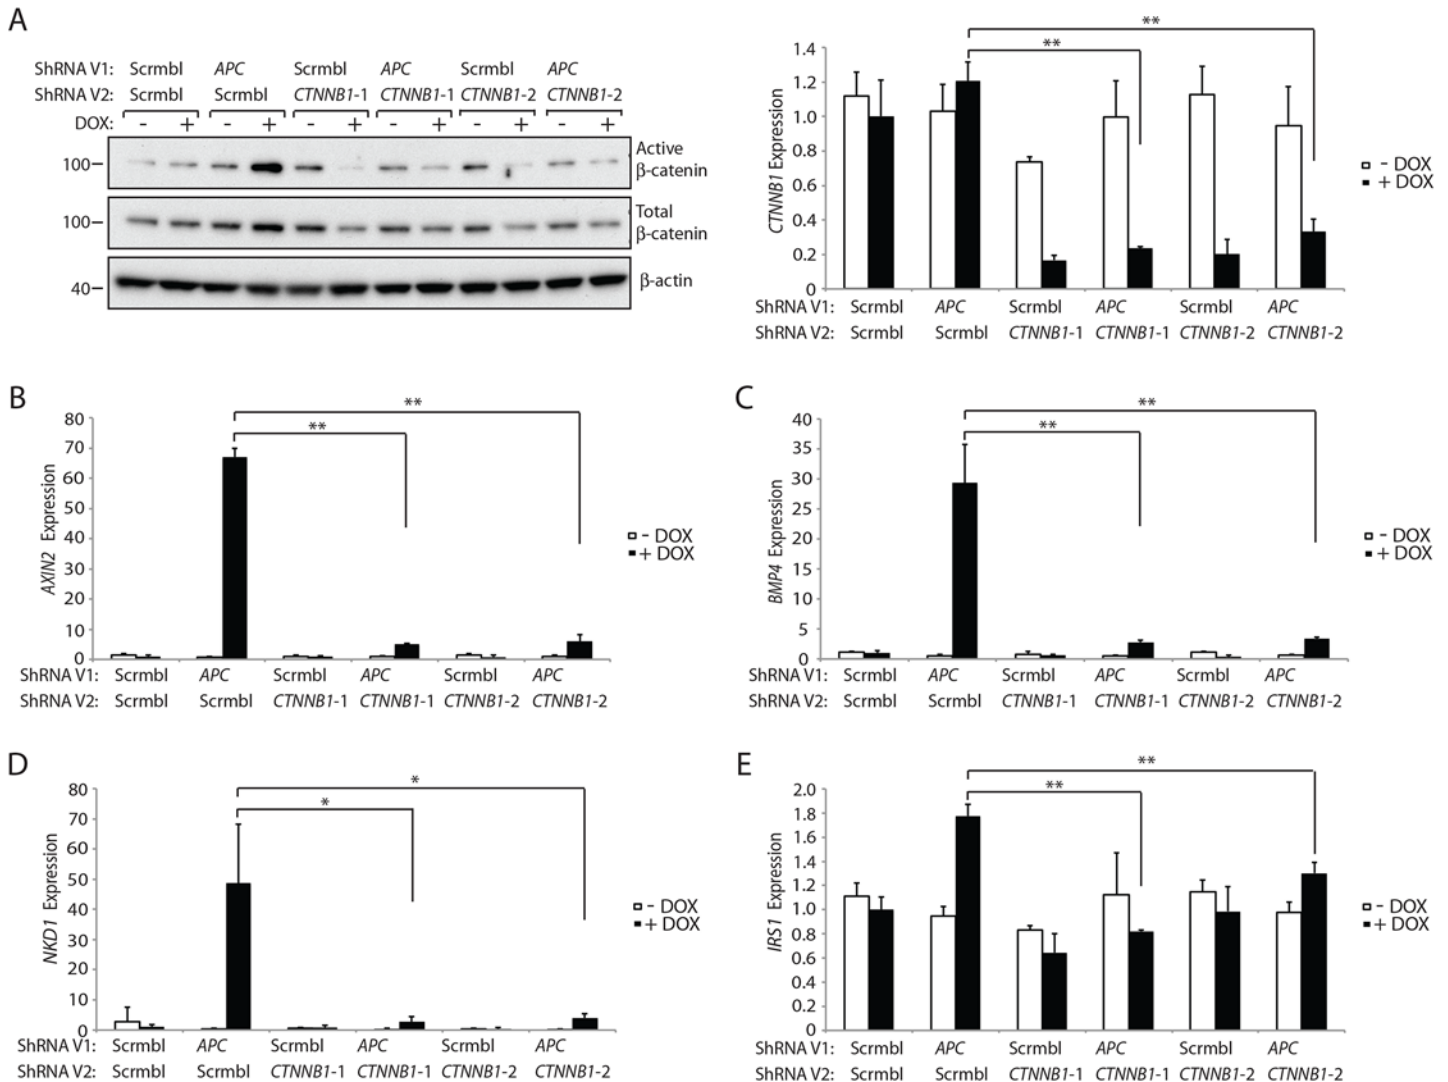 A
ShRNA V1: Scrmbl APC Scrmbl APC Scrmbl APC
ShRNA V2: Scrmbl Scrmbl CTNNB1-1 CTNNB1-1 CTNNB1-2 CTNNB1-2
DOX: - + - + - + - + - + - +
100
Active
β-catenin
100
Total
β-catenin
40
β-actin
**
**
CTNNB1 Expression
1.4
1.2
1.0
0.8
0.6
0.4
0.2
0
- DOX
+ DOX
ShRNA V1: Scrmbl APC Scrmbl APC Scrmbl APC
ShRNA V2: Scrmbl Scrmbl CTNNB1-1 CTNNB1-1 CTNNB1-2 CTNNB1-2
B
**
**
AXIN2 Expression
80
70
60
50
40
30
20
10
0
- DOX
+ DOX
ShRNA V1: Scrmbl APC Scrmbl APC Scrmbl APC
ShRNA V2: Scrmbl Scrmbl CTNNB1-1 CTNNB1-1 CTNNB1-2 CTNNB1-2
C
**
**
BMP4 Expression
40
35
30
25
20
15
10
5
0
- DOX
+ DOX
ShRNA V1: Scrmbl APC Scrmbl APC Scrmbl APC
ShRNA V2: Scrmbl Scrmbl CTNNB1-1 CTNNB1-1 CTNNB1-2 CTNNB1-2
D
*
*
NKD1 Expression
80
70
60
50
40
30
20
10
0
- DOX
+ DOX
ShRNA V1: Scrmbl APC Scrmbl APC Scrmbl APC
ShRNA V2: Scrmbl Scrmbl CTNNB1-1 CTNNB1-1 CTNNB1-2 CTNNB1-2
E
**
**
IRS1 Expression
2.0
1.8
1.6
1.4
1.2
1.0
0.8
0.6
0.4
0.2
0
- DOX
+ DOX
ShRNA V1: Scrmbl APC Scrmbl APC Scrmbl APC
ShRNA V2: Scrmbl Scrmbl CTNNB1-1 CTNNB1-1 CTNNB1-2 CTNNB1-2